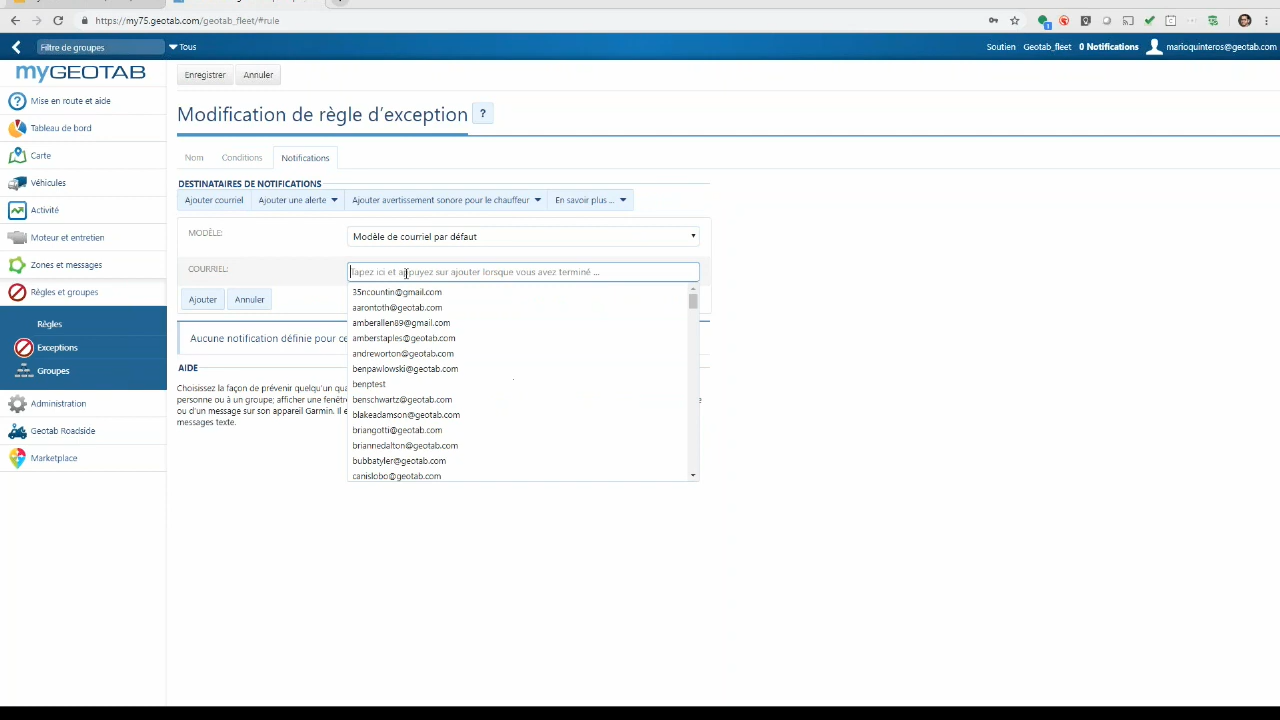 https://my75.geotab.com/geotab_fleet/#rule
Filtre de groupes
Tous
Soutien
Geotab_fleet
0 Notifications
marioquinteros@geotab.com
myGEOTAB
Mise en route et aide
Tableau de bord
Carte
Véhicules
Activité
Moteur et entretien
Zones et messages
Règles et groupes
Règles
Exceptions
Groupes
Administration
Geotab Roadside
Marketplace
Enregistrer
Annuler
Modification de règle d'exception
?
Nom
Conditions
Notifications
DESTINATAIRES DE NOTIFICATIONS
Ajouter courriel
Ajouter une alerte
Ajouter avertissement sonore pour le chauffeur
En savoir plus ...
MODÈLE:
Modèle de courriel par défaut
COURRIEL:
Tapez ici et appuyez sur ajouter lorsque vous avez terminé ...
35ncountin@gmail.com
aarontoth@geotab.com
amberallen89@gmail.com
amberstaples@geotab.com
andreworton@geotab.com
benpawlowski@geotab.com
benptest
benschwartz@geotab.com
blakeadamson@geotab.com
briangotti@geotab.com
briannedalton@geotab.com
bubbatyler@geotab.com
canislobo@geotab.com
Ajouter
Annuler
Aucune notification définie pour ce
AIDE
Choisissez la façon de prévenir quelqu'un qua
personne ou à un groupe; afficher une fenêtr
ou d'un message sur son appareil Garmin. Il e
messages texte.